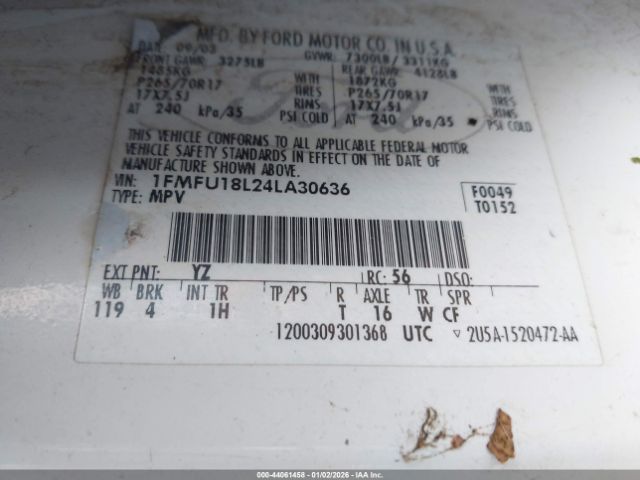 MFD. BY FORD MOTOR CO. IN U.S.A.
DATE: 09/03 GVWR: 7300LB/ 3311KG
FRONT GAWR: 3275LB REAR GAWR: 4128LB
1485KG WITH 1872KG WITH
P265/70R17 TIRES P265/70R17 TIRES
17X7.5J RIMS 17X7.5J RIMS
AT 240 kPa/35 PSI COLD AT 240 kPa/35 PSI COLD
THIS VEHICLE CONFORMS TO ALL APPLICABLE FEDERAL MOTOR
VEHICLE SAFETY STANDARDS IN EFFECT ON THE DATE OF
MANUFACTURE SHOWN ABOVE.
VIN: 1FMFU18L24LA30636 F0049
TYPE: MPV T0152
EXT PNT: YZ RC: 56 DSO:
WB BRK INT TR TP/PS R AXLE TR SPR
119 4 1H T 16 W CF
1200309301368 UTC 2U5A-1520472-AA
Ford
000-44061458 - 01/02/2026 - IAA Inc.